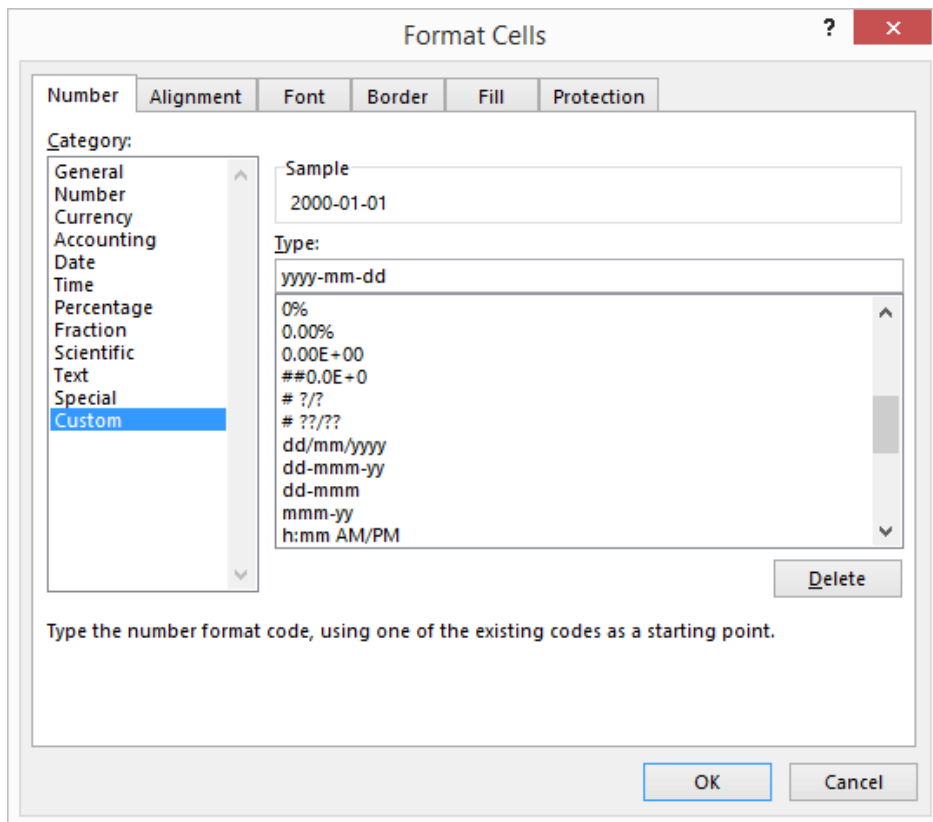 Format Cells
?
Number Alignment Font Border Fill Protection
Category:
General
Number
Currency
Accounting
Date
Time
Percentage
Fraction
Scientific
Text
Special
Custom
Sample
2000-01-01
Type:
yyyy-mm-dd
0%
0.00%
0.00E+00
##0.0E+0
# ?/?
# ??/??
dd/mm/yyyy
dd-mmm-yy
dd-mmm
mmm-yy
h:mm AM/PM
Delete
Type the number format code, using one of the existing codes as a starting point.
OK Cancel